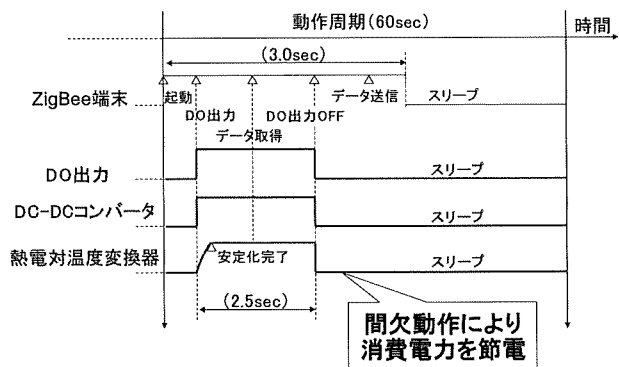 動作周期(60sec)
時間
(3.0sec)
ZigBee端末
起動
データ送信
スリープ
DO出力
DO出力OFF
データ取得
DO出力
スリープ
DC-DCコンバータ
スリープ
熱電対温度変換器
安定化完了
スリープ
(2.5sec)
間欠動作により
消費電力を節電